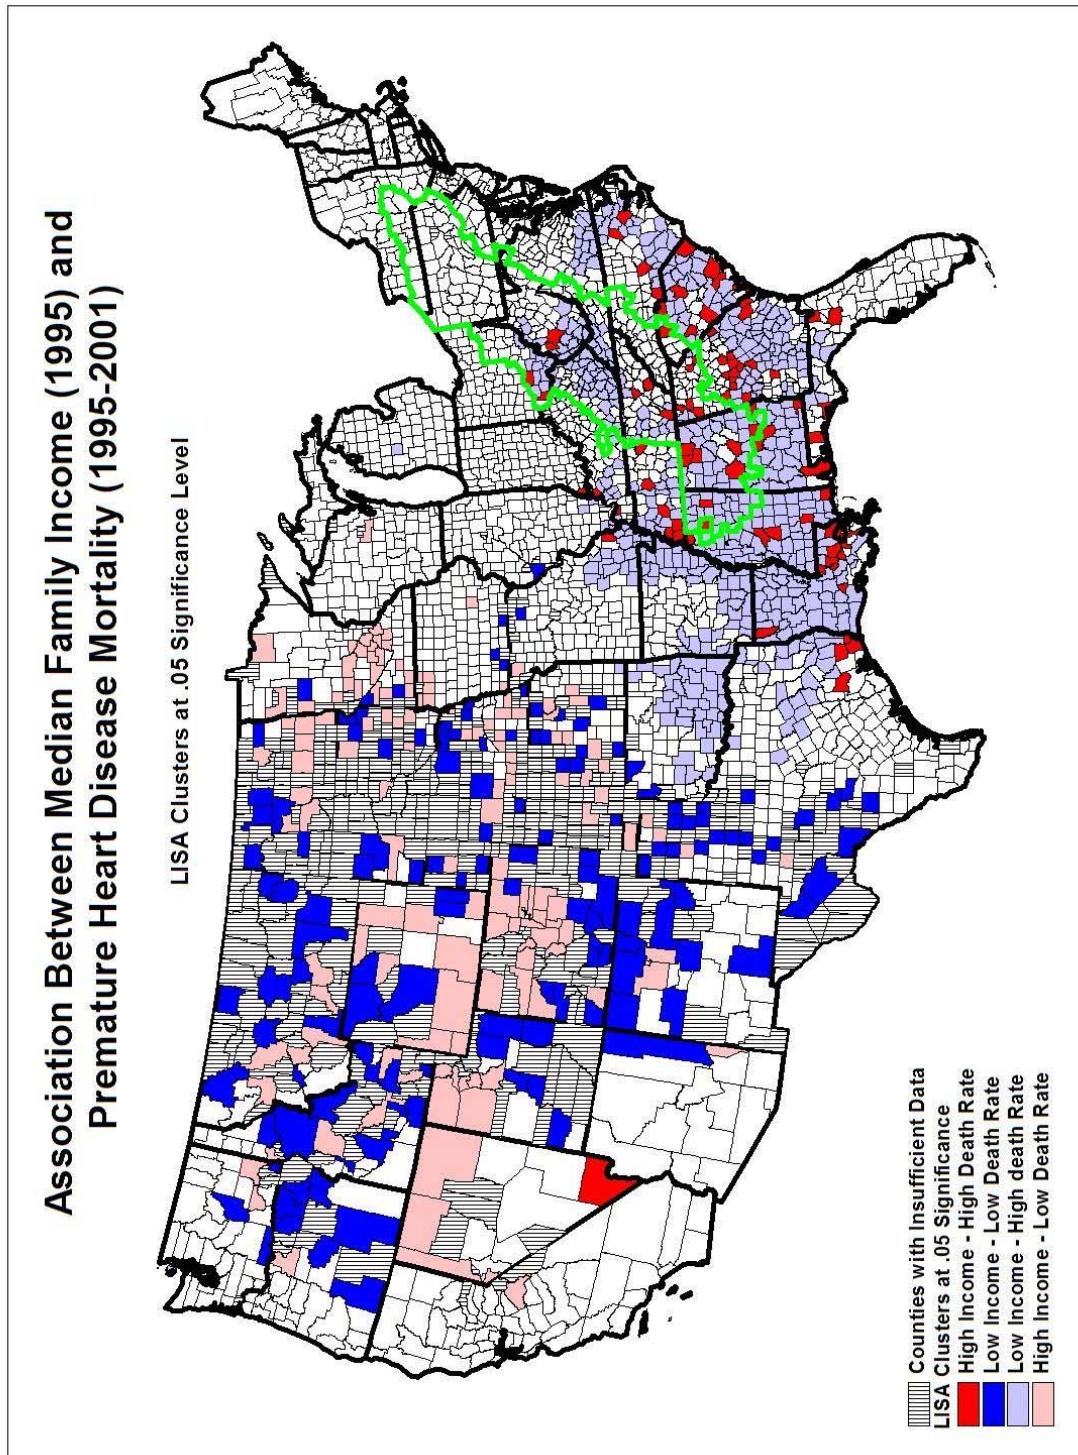 Association Between Median Family Income (1995) and
Premature Heart Disease Mortality (1995-2001)
LISA Clusters at .05 Significance Level
Counties with Insufficient Data
LISA Clusters at .05 Significance
High Income - High Death Rate
Low Income - Low Death Rate
Low Income - High death Rate
High Income - Low Death Rate